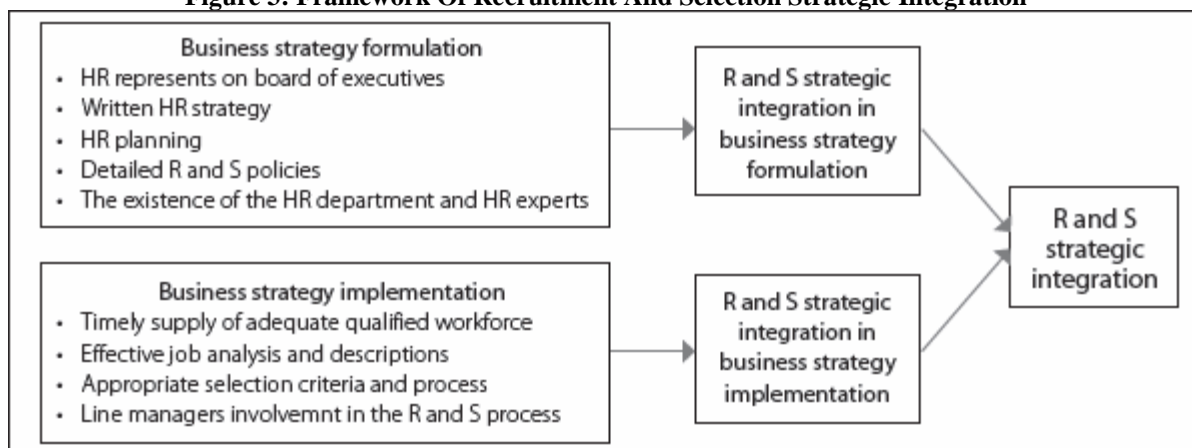 Figure 3: Framework Of Recruitment And Selection Strategic Integration
Business strategy formulation
• HR represents on board of executives
• Written HR strategy
• HR planning
• Detailed R and S policies
• The existence of the HR department and HR experts
R and S strategic
integration in
business strategy
formulation
Business strategy implementation
• Timely supply of adequate qualified workforce
• Effective job analysis and descriptions
• Appropriate selection criteria and process
• Line managers involvemnt in the R and S process
R and S strategic
integration in
business strategy
implementation
R and S
strategic
integration